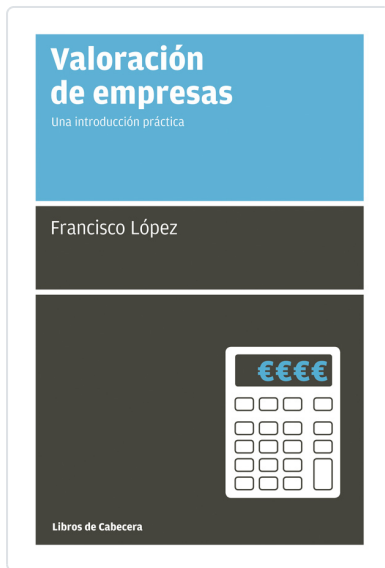 Valoración
de empresas
Una introducción práctica
Francisco López
€€€€
Libros de Cabecera